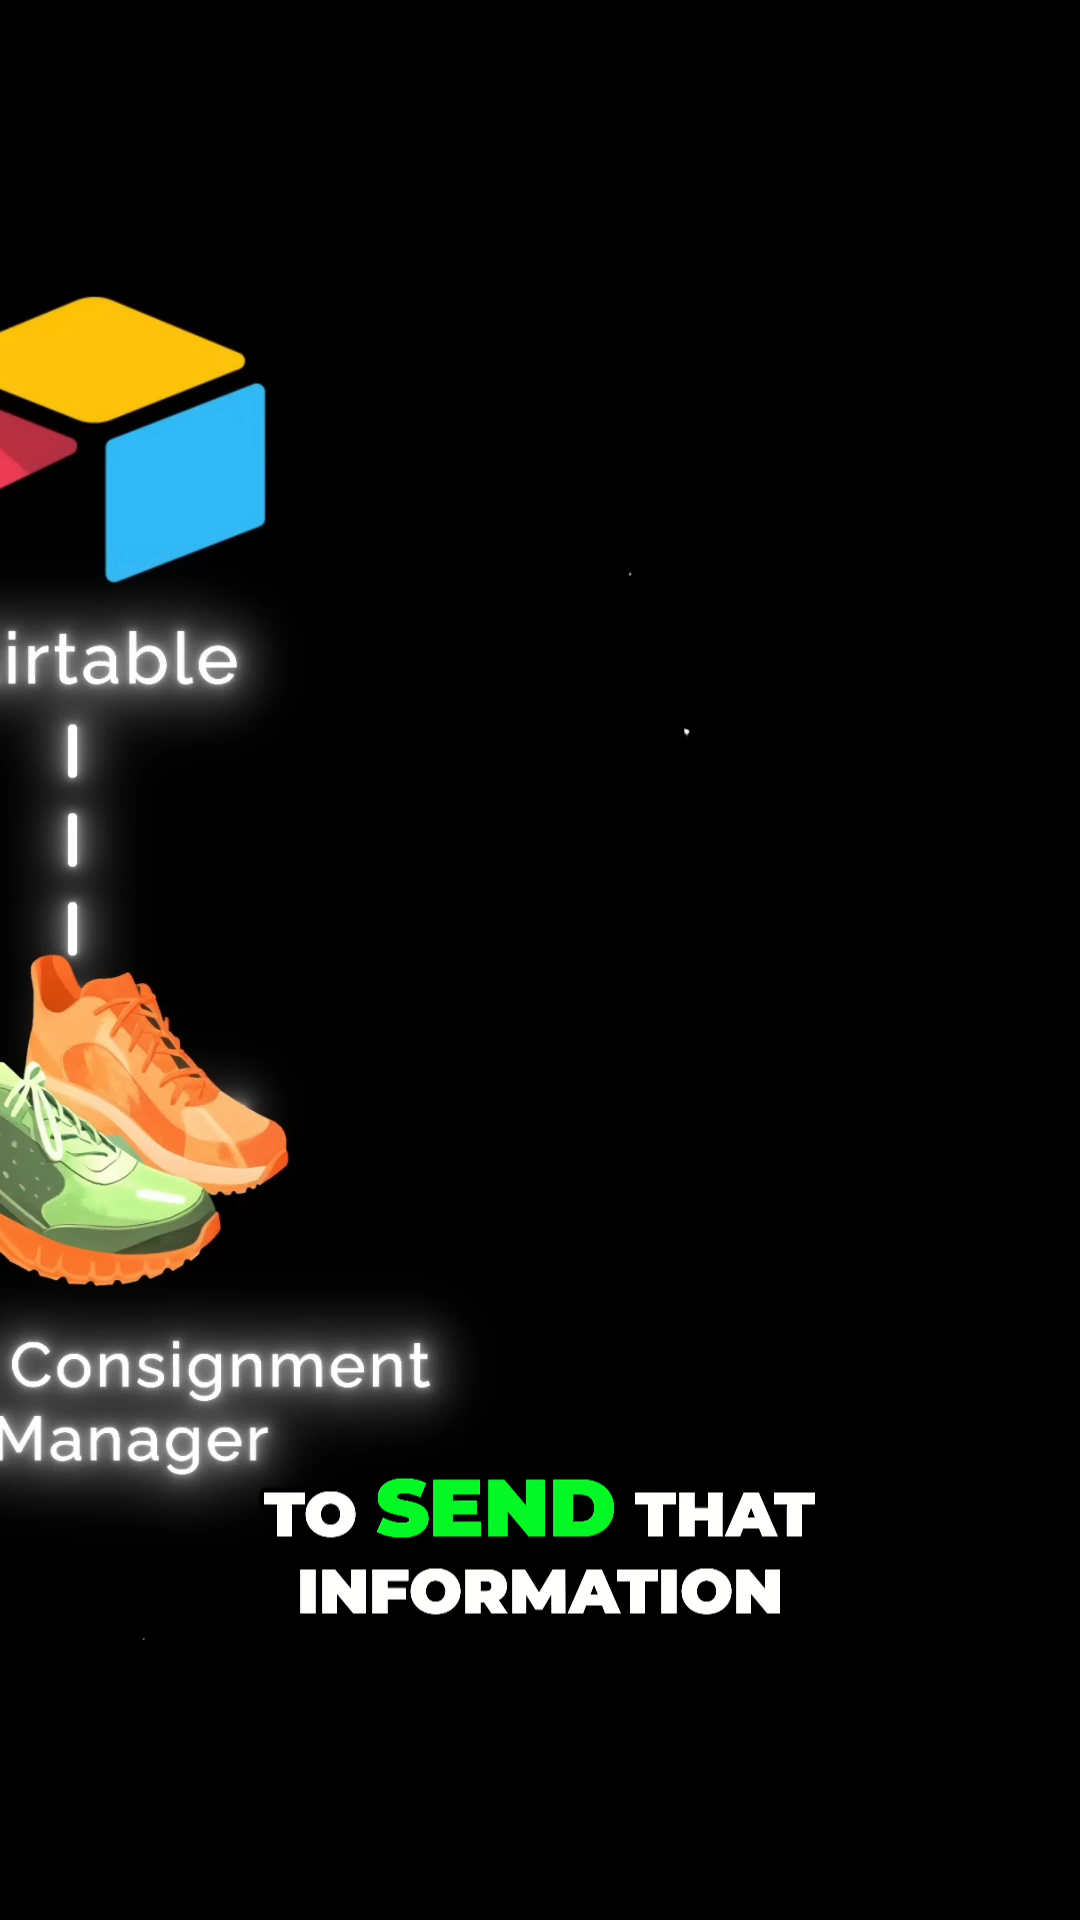 irtable
Consignment
Manager
TO SEND THAT
INFORMATION